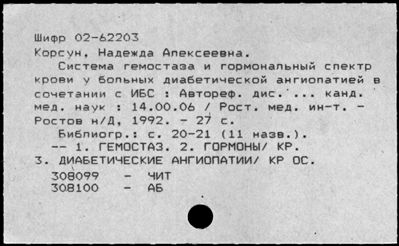 Шифр 02-62203
Корсун, Надежда Алексеевна.
Система гемостаза и гормональный спектр
крови у больных диабетической ангиопатией в
сочетании с ИБС : Автореф. дис. ... канд.
мед. наук : 14.00.06 / Рост. мед. ин-т. -
Ростов н/Д, 1992. - 27 с.
Библиогр.: с. 20-21 (11 назв.).
-- 1. ГЕМОСТАЗ. 2. ГОРМОНЫ/ КР.
3. ДИАБЕТИЧЕСКИЕ АНГИОПАТИИ/ КР ОС.
308099 - ЧИТ
308100 - АБ